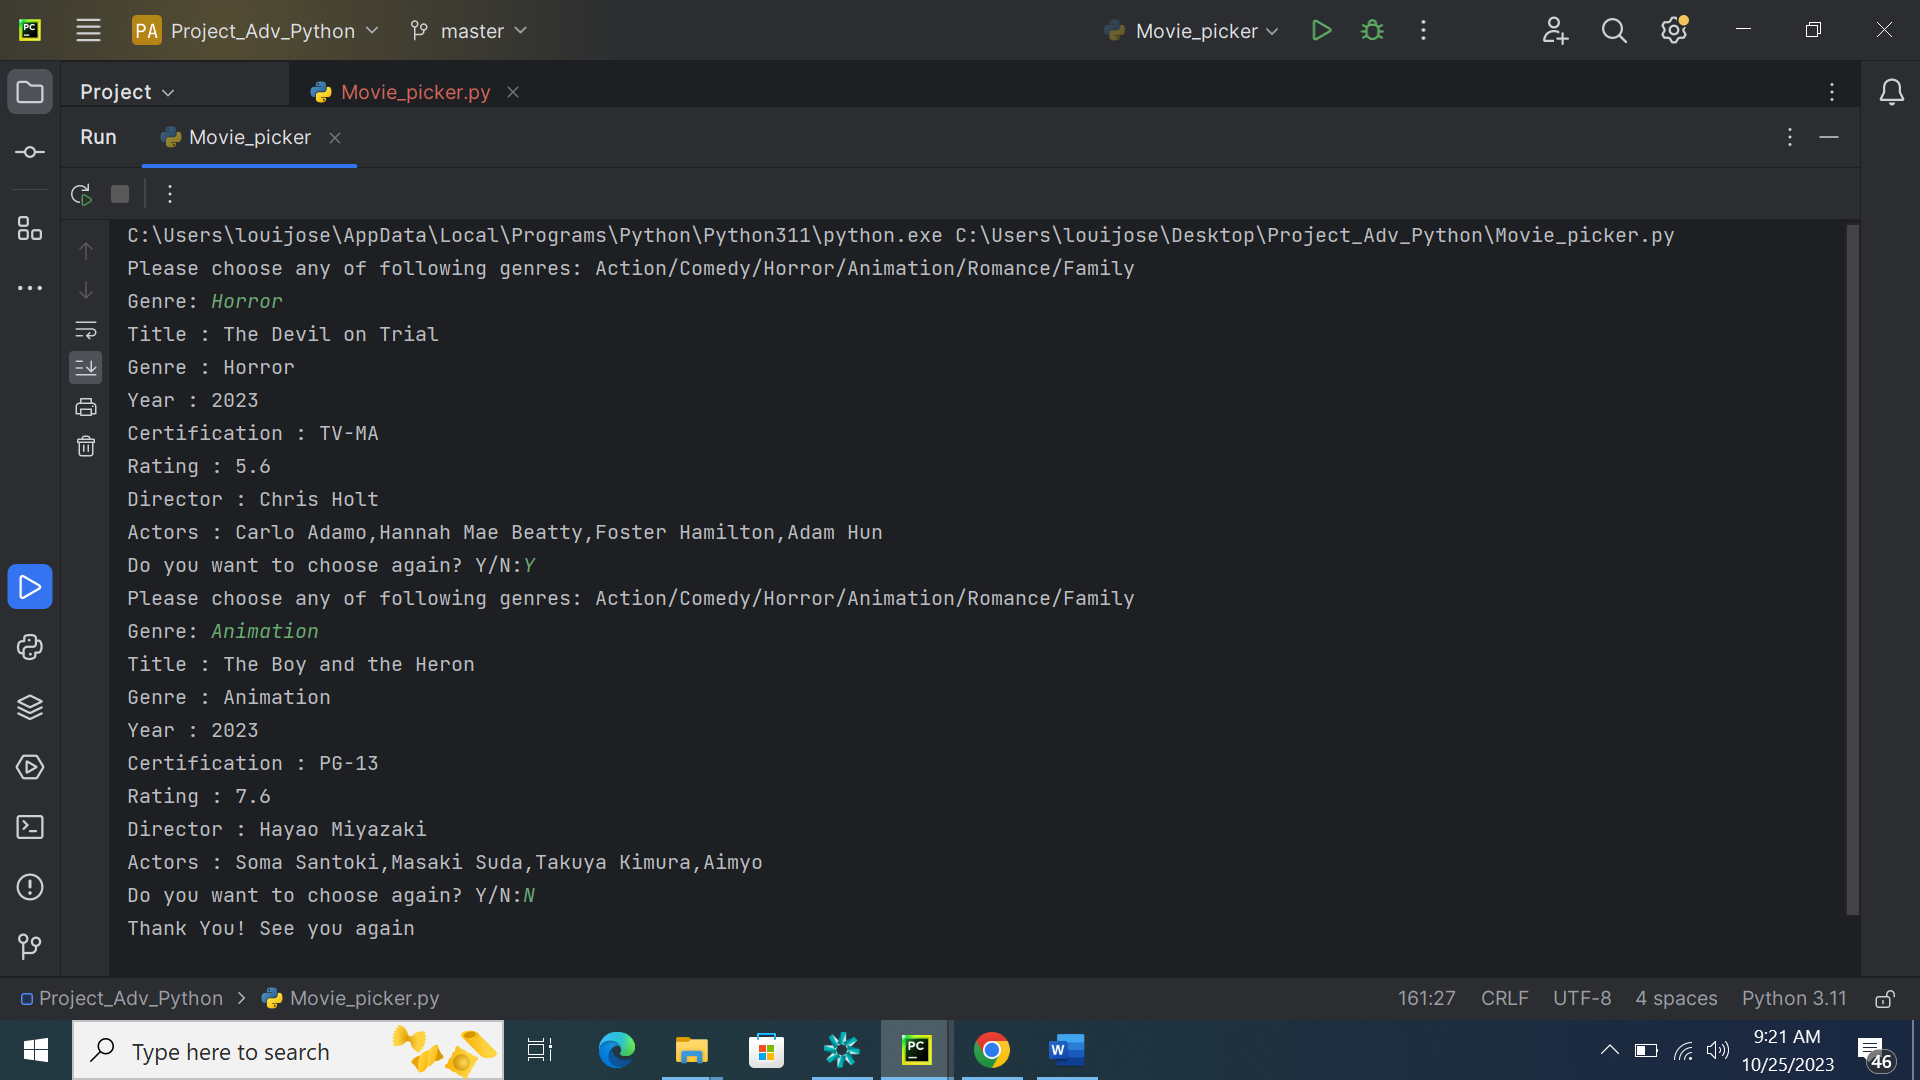 PC
PA Project_Adv_Python master Movie_picker
Project Movie_picker.py
Run Movie_picker
C:\Users\louijose\AppData\Local\Programs\Python\Python311\python.exe C:\Users\louijose\Desktop\Project_Adv_Python\Movie_picker.py
Please choose any of following genres: Action/Comedy/Horror/Animation/Romance/Family
Genre: Horror
Title : The Devil on Trial
Genre : Horror
Year : 2023
Certification : TV-MA
Rating : 5.6
Director : Chris Holt
Actors : Carlo Adamo,Hannah Mae Beatty,Foster Hamilton,Adam Hun
Do you want to choose again? Y/N:Y
Please choose any of following genres: Action/Comedy/Horror/Animation/Romance/Family
Genre: Animation
Title : The Boy and the Heron
Genre : Animation
Year : 2023
Certification : PG-13
Rating : 7.6
Director : Hayao Miyazaki
Actors : Soma Santoki,Masaki Suda,Takuya Kimura,Aimyo
Do you want to choose again? Y/N:N
Thank You! See you again
Project_Adv_Python > Movie_picker.py 161:27 CRLF UTF-8 4 spaces Python 3.11
Type here to search
PC
W
9:21 AM
10/25/2023
46